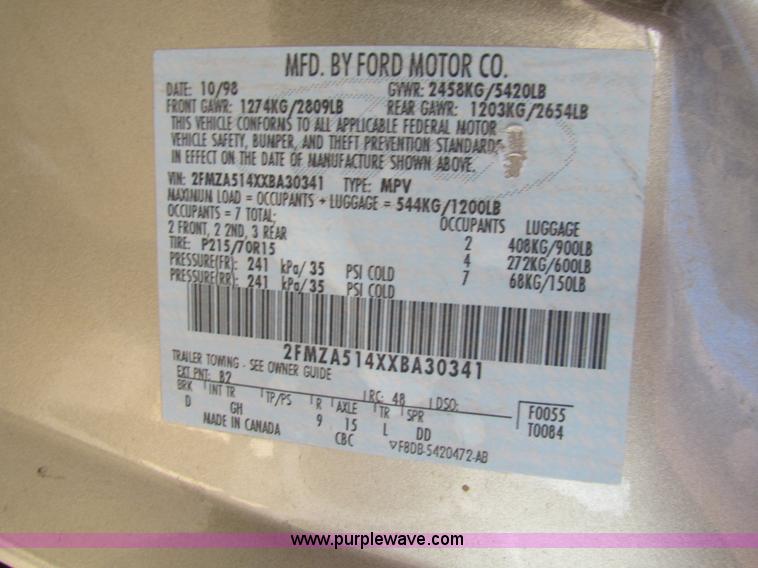 MFD. BY FORD MOTOR CO.
DATE: 10/98 GVWR: 2458KG/5420LB
FRONT GAWR: 1274KG/2809LB REAR GAWR: 1203KG/2654LB
THIS VEHICLE CONFORMS TO ALL APPLICABLE FEDERAL MOTOR
VEHICLE SAFETY, BUMPER, AND THEFT PREVENTION STANDARDS
IN EFFECT ON THE DATE OF MANUFACTURE SHOWN ABOVE.
VIN: 2FMZA514XXBA30341 TYPE: MPV
MAXIMUM LOAD = OCCUPANTS + LUGGAGE = 544KG/1200LB
OCCUPANTS = 7 TOTAL; OCCUPANTS LUGGAGE
2 FRONT, 2 2ND, 3 REAR 2 408KG/900LB
TIRE: P215/70R15 4 272KG/600LB
PRESSURE(FR): 241 kPa/35 PSI COLD 7 68KG/150LB
PRESSURE(RR): 241 kPa/35 PSI COLD
2FMZA514XXBA30341
TRAILER TOWING - SEE OWNER GUIDE
EXT PNT: B2 RC: 48 DSO: F0055
BRK INT TR TP/PS R AXLE TR SPR T0084
D GH 9 15 L DD
MADE IN CANADA CBC ▽F8DB-5420472-AB
www.purplewave.com